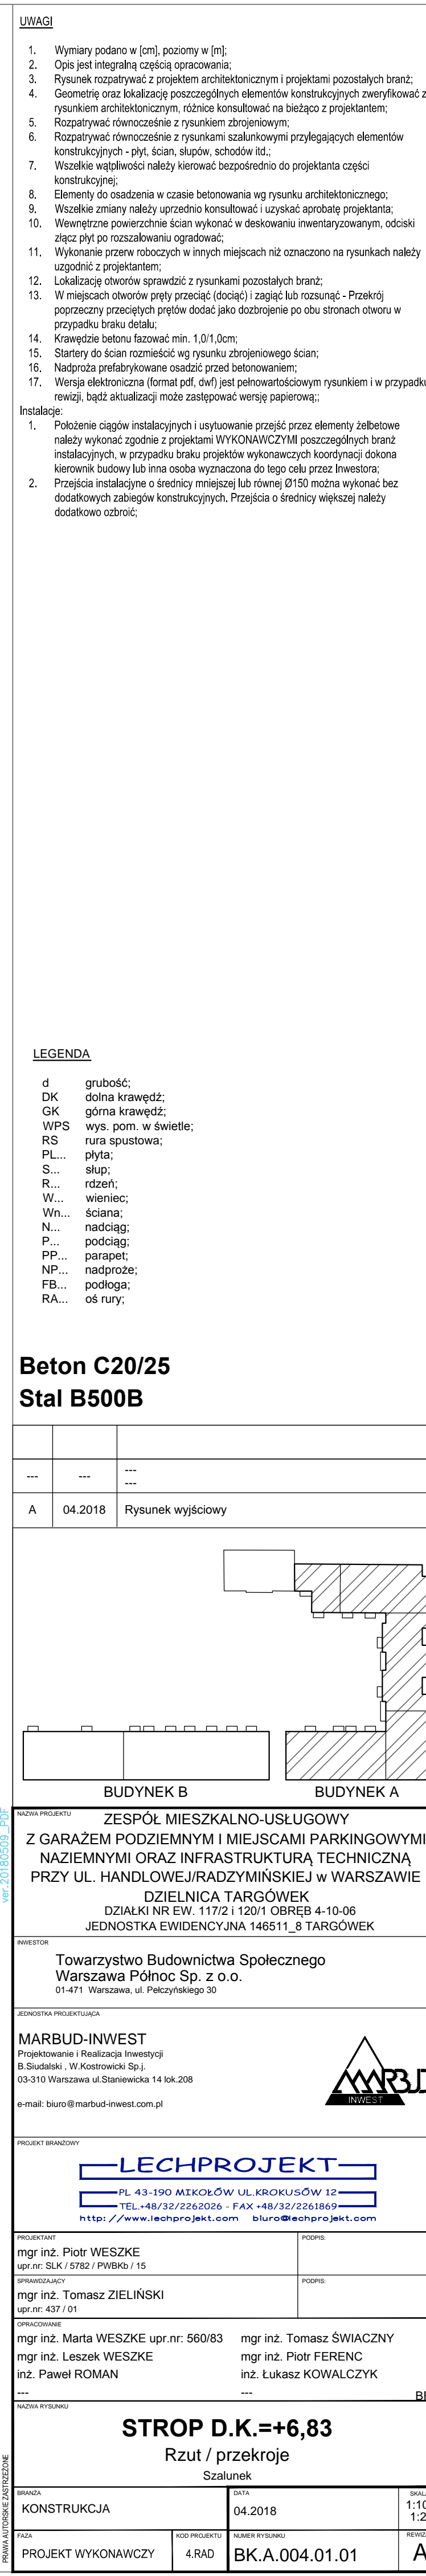 UWAGI
1. Wymiary podano w [cm], poziomy w [m];
2. Opis jest integralną częścią opracowania;
3. Rysunek rozpatrywać z projektem architektonicznym i projektami pozostałych branż;
4. Geometrię oraz lokalizację poszczególnych elementów konstrukcyjnych zweryfikować z
rysunkiem architektonicznym, różnice konsultować na bieżąco z projektantem;
5. Rozpatrywać równocześnie z rysunkiem zbrojeniowym;
6. Rozpatrywać równocześnie z rysunkami szalunkowymi przylegających elementów
konstrukcyjnych - płyt, ścian, słupów, schodów itd.;
7. Wszelkie wątpliwości należy kierować bezpośrednio do projektanta części
konstrukcyjnej;
8. Elementy do osadzenia w czasie betonowania wg rysunku architektonicznego;
9. Wszelkie zmiany należy uprzednio konsultować i uzyskać aprobatę projektanta;
10. Wewnętrzne powierzchnie ścian wykonać w deskowaniu inwentaryzowanym, odciski
złącz płyt po rozszalowaniu ogradować;
11. Wykonanie przerw roboczych w innych miejscach niż oznaczono na rysunkach należy
uzgodnić z projektantem;
12. Lokalizację otworów sprawdzić z rysunkami pozostałych branż;
13. W miejscach otworów pręty przeciąć (dociąć) i zagiąć lub rozsunąć - Przekrój
poprzeczny przeciętych prętów dodać jako dozbrojenie po obu stronach otworu w
przypadku braku detalu;
14. Krawędzie betonu fazować min. 1,0/1,0cm;
15. Startery do ścian rozmieścić wg rysunku zbrojeniowego ścian;
16. Nadproża prefabrykowane osadzić przed betonowaniem;
17. Wersja elektroniczna (format pdf, dwf) jest pełnowartościowym rysunkiem i w przypadku
rewizji, bądź aktualizacji może zastępować wersję papierową;;
Instalacje:
1. Położenie ciągów instalacyjnych i usytuowanie przejść przez elementy żelbetowe
należy wykonać zgodnie z projektami WYKONAWCZYMI poszczególnych branż
instalacyjnych, w przypadku braku projektów wykonawczych koordynacji dokona
kierownik budowy lub inna osoba wyznaczona do tego celu przez Inwestora;
2. Przejścia instalacyjne o średnicy mniejszej lub równej Ø150 można wykonać bez
dodatkowych zabiegów konstrukcyjnych. Przejścia o średnicy większej należy
dodatkowo ozbroić;
LEGENDA
d grubość;
DK dolna krawędź;
GK górna krawędź;
WPS wys. pom. w świetle;
RS rura spustowa;
PL... płyta;
S... słup;
R... rdzeń;
W... wieniec;
Wn... ściana;
N... nadciąg;
P... podciąg;
PP... parapet;
NP... nadproże;
FB... podłoga;
RA... oś rury;
Beton C20/25
Stal B500B
--- --- ---
---
A 04.2018 Rysunek wyjściowy
BUDYNEK B BUDYNEK A
ver. 20180509_PDF
NAZWA PROJEKTU
ZESPÓŁ MIESZKALNO-USŁUGOWY
Z GARAŻEM PODZIEMNYM I MIEJSCAMI PARKINGOWYMI
NAZIEMNYMI ORAZ INFRASTRUKTURĄ TECHNICZNĄ
PRZY UL. HANDLOWEJ/RADZYMIŃSKIEJ w WARSZAWIE
DZIELNICA TARGÓWEK
DZIAŁKI NR EW. 117/2 i 120/1 OBRĘB 4-10-06
JEDNOSTKA EWIDENCYJNA 146511_8 TARGÓWEK
INWESTOR
Towarzystwo Budownictwa Społecznego
Warszawa Północ Sp. z o.o.
01-471 Warszawa, ul. Pełczyńskiego 30
JEDNOSTKA PROJEKTUJĄCA
MARBUD-INWEST
Projektowanie i Realizacja Inwestycji
B.Siudalski , W.Kostrowicki Sp.j.
03-310 Warszawa ul.Staniewicka 14 lok.208
e-mail: biuro@marbud-inwest.com.pl
MARBUD
INWEST
PROJEKT BRANŻOWY
LECHPROJEKT
PL 43-190 MIKOŁÓW UL.KROKUSÓW 12
TEL.+48/32/2262026 - FAX +48/32/2261869
http: //www.lechprojekt.com biuro@lechprojekt.com
PROJEKTANT PODPIS:
mgr inż. Piotr WESZKE
upr.nr: SLK / 5782 / PWBKb / 15
SPRAWDZAJĄCY PODPIS:
mgr inż. Tomasz ZIELIŃSKI
upr.nr: 437 / 01
OPRACOWANIE
mgr inż. Marta WESZKE upr.nr: 560/83 mgr inż. Tomasz ŚWIACZNY
mgr inż. Leszek WESZKE mgr inż. Piotr FERENC
inż. Paweł ROMAN inż. Łukasz KOWALCZYK
--- ---
NAZWA RYSUNKU
STROP D.K.=+6,83
Rzut / przekroje
Szalunek
PRAWA AUTORSKIE ZASTRZEŻONE
BRANŻA DATA
KONSTRUKCJA 04.2018
FAZA KOD PROJEKTU NUMER RYSUNKU
PROJEKT WYKONAWCZY 4.RAD BK.A.004.01.01 A